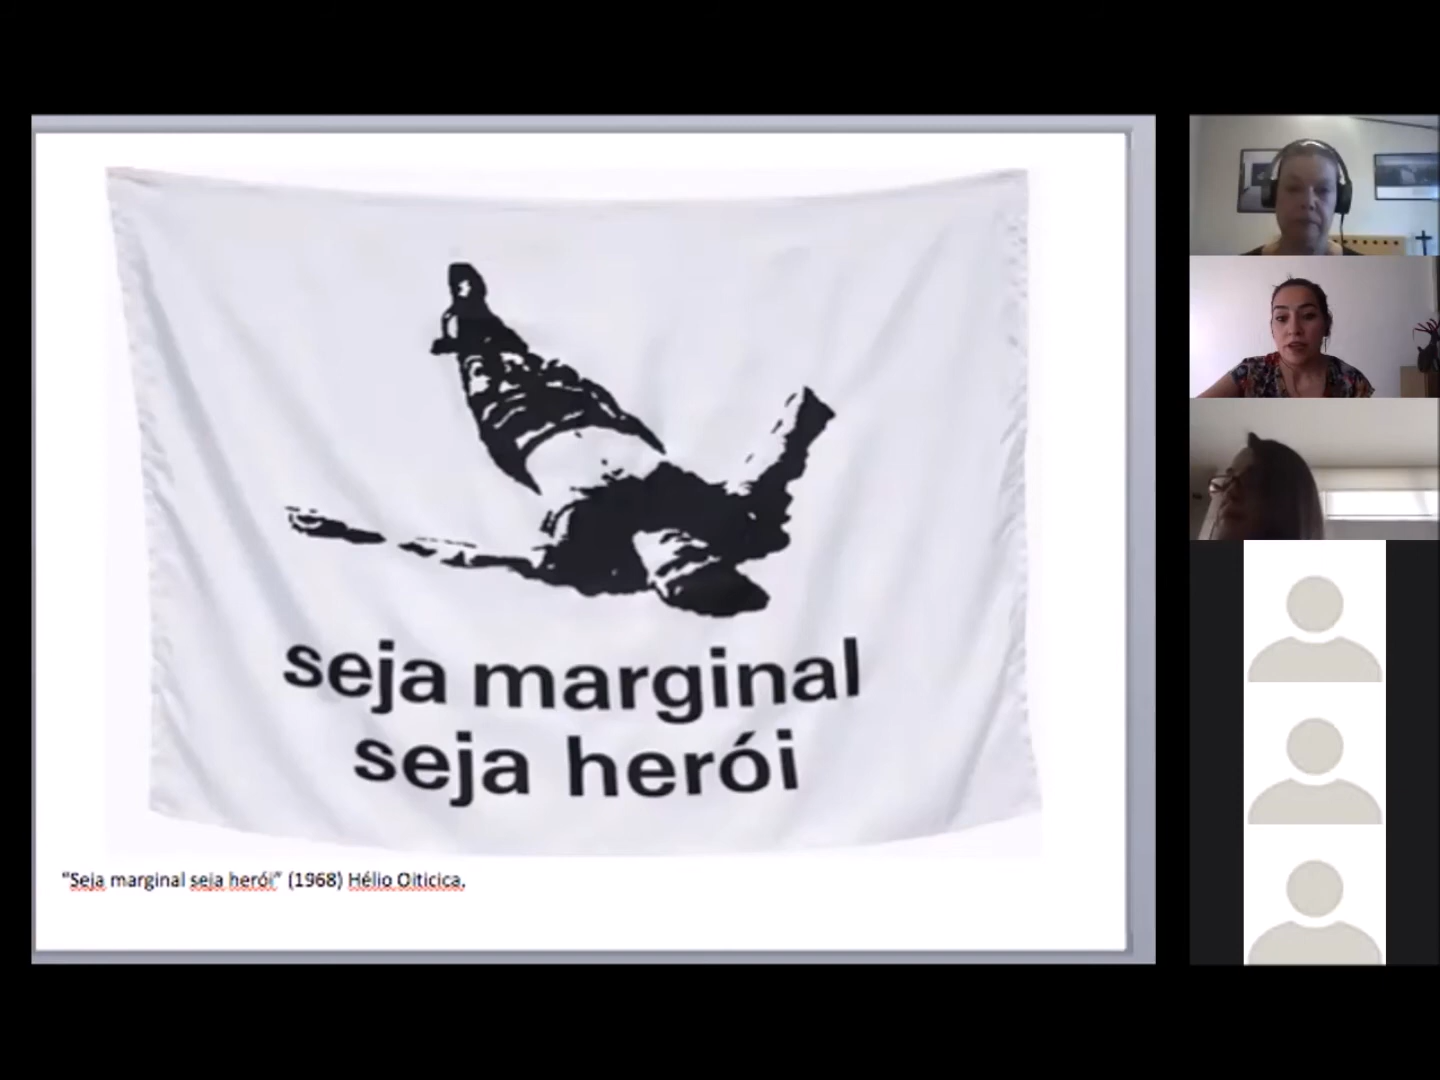 seja marginal
seja herói
"Seja marginal seja herói" (1968) Hélio Oiticica.